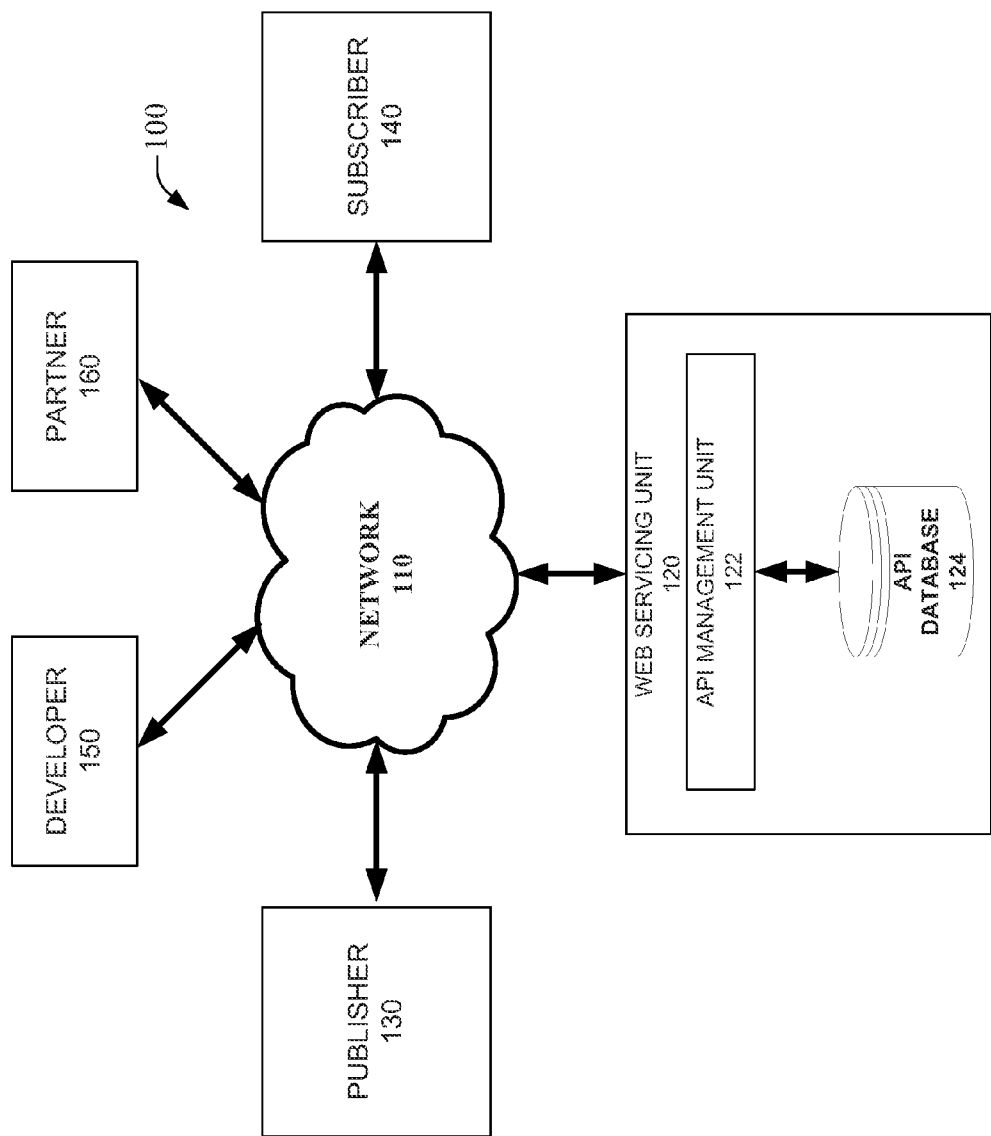 100
DEVELOPER
150
PARTNER
160
PUBLISHER
130
NETWORK
110
SUBSCRIBER
140
WEB SERVICING UNIT
120
API MANAGEMENT UNIT
122
API
DATABASE
124